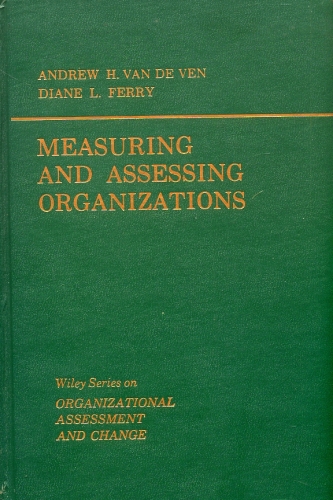 ANDREW H. VAN DE VEN
DIANE L. FERRY
MEASURING
AND ASSESSING
ORGANIZATIONS
Wiley Series on
ORGANIZATIONAL
ASSESSMENT
AND CHANGE